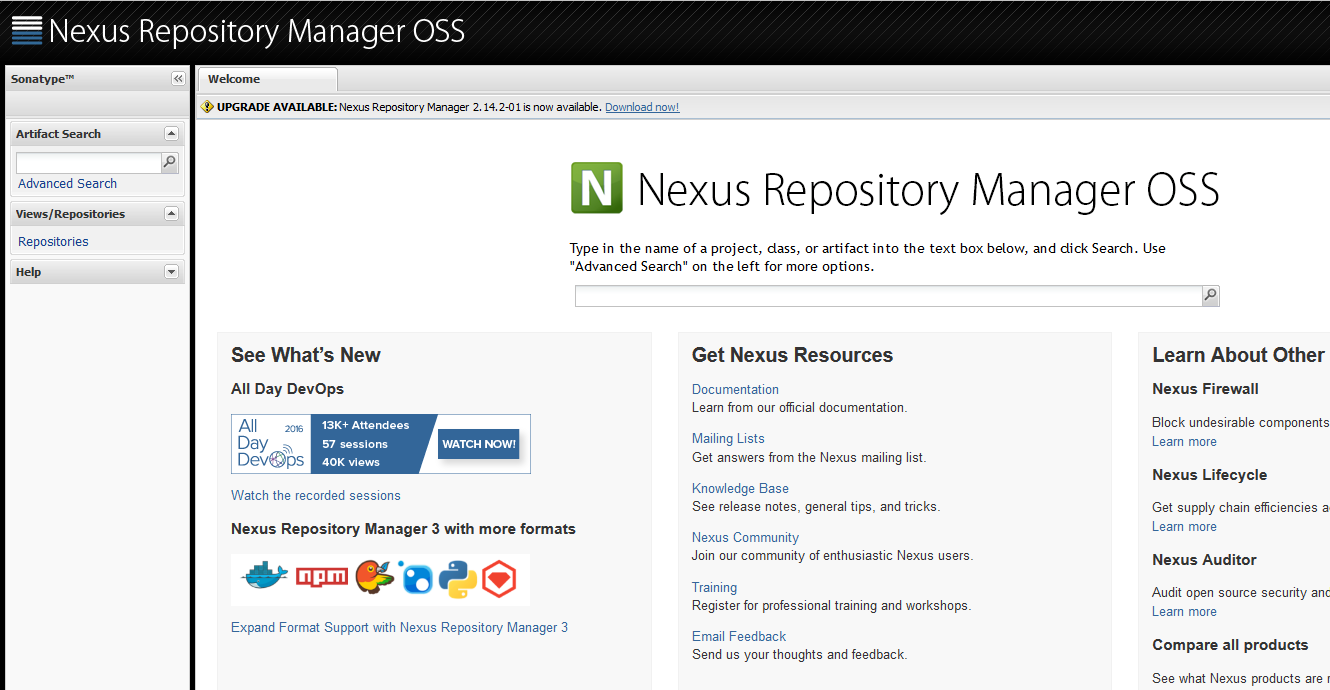 Nexus Repository Manager OSS
Sonatype™
Welcome
UPGRADE AVAILABLE: Nexus Repository Manager 2.14.2-01 is now available. Download now!
Artifact Search
Advanced Search
Views/Repositories
Repositories
Help
N Nexus Repository Manager OSS
Type in the name of a project, class, or artifact into the text box below, and click Search. Use
"Advanced Search" on the left for more options.
See What's New
All Day DevOps
All
Day
DevOps
2016
13K+ Attendees
57 sessions
40K views
WATCH NOW!
Watch the recorded sessions
Nexus Repository Manager 3 with more formats
npm
Expand Format Support with Nexus Repository Manager 3
Get Nexus Resources
Documentation
Learn from our official documentation.
Mailing Lists
Get answers from the Nexus mailing list.
Knowledge Base
See release notes, general tips, and tricks.
Nexus Community
Join our community of enthusiastic Nexus users.
Training
Register for professional training and workshops.
Email Feedback
Send us your thoughts and feedback.
Learn About Other
Nexus Firewall
Block undesirable components
Learn more
Nexus Lifecycle
Get supply chain efficiencies
Learn more
Nexus Auditor
Audit open source security and
Learn more
Compare all products
See what Nexus products are